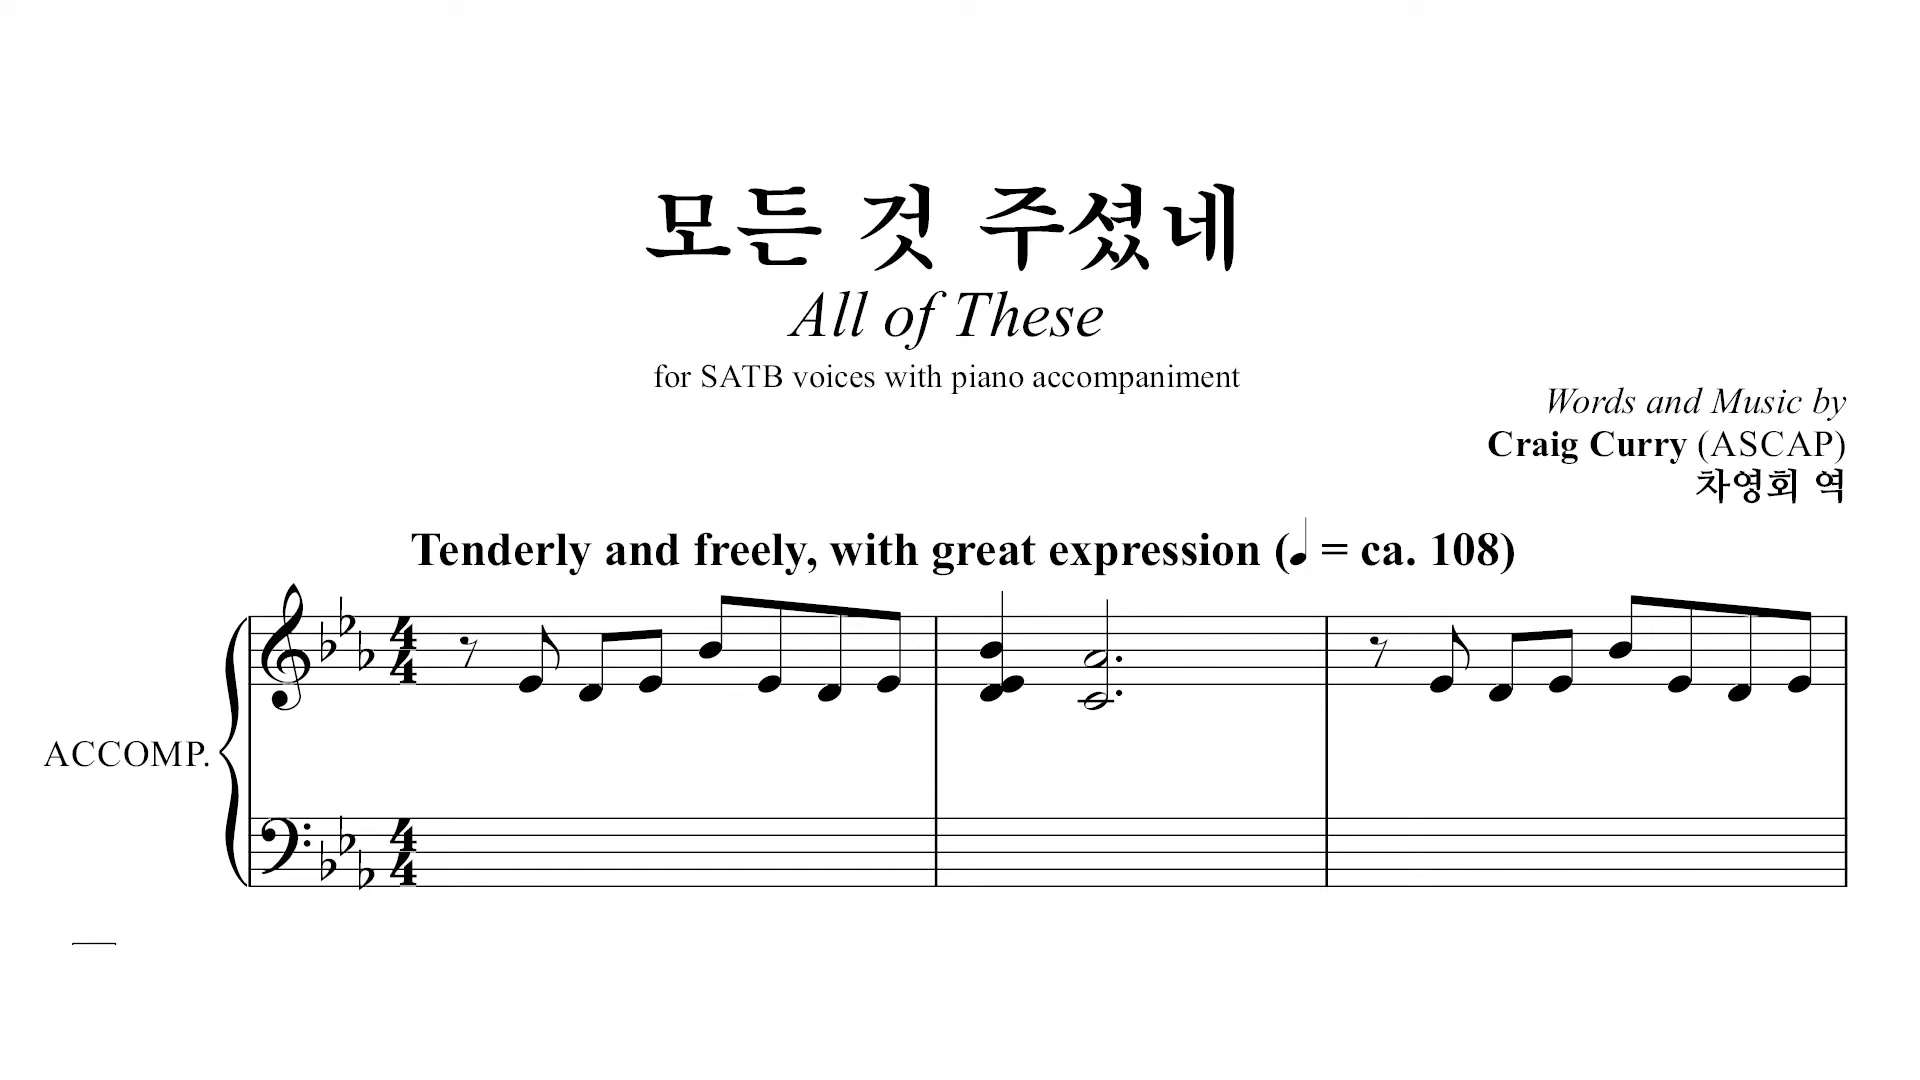 모든 것 주셨네
All of These
for SATB voices with piano accompaniment
Words and Music by
Craig Curry (ASCAP)
차영회 역
Tenderly and freely, with great expression (♩ = ca. 108)
ACCOMP.